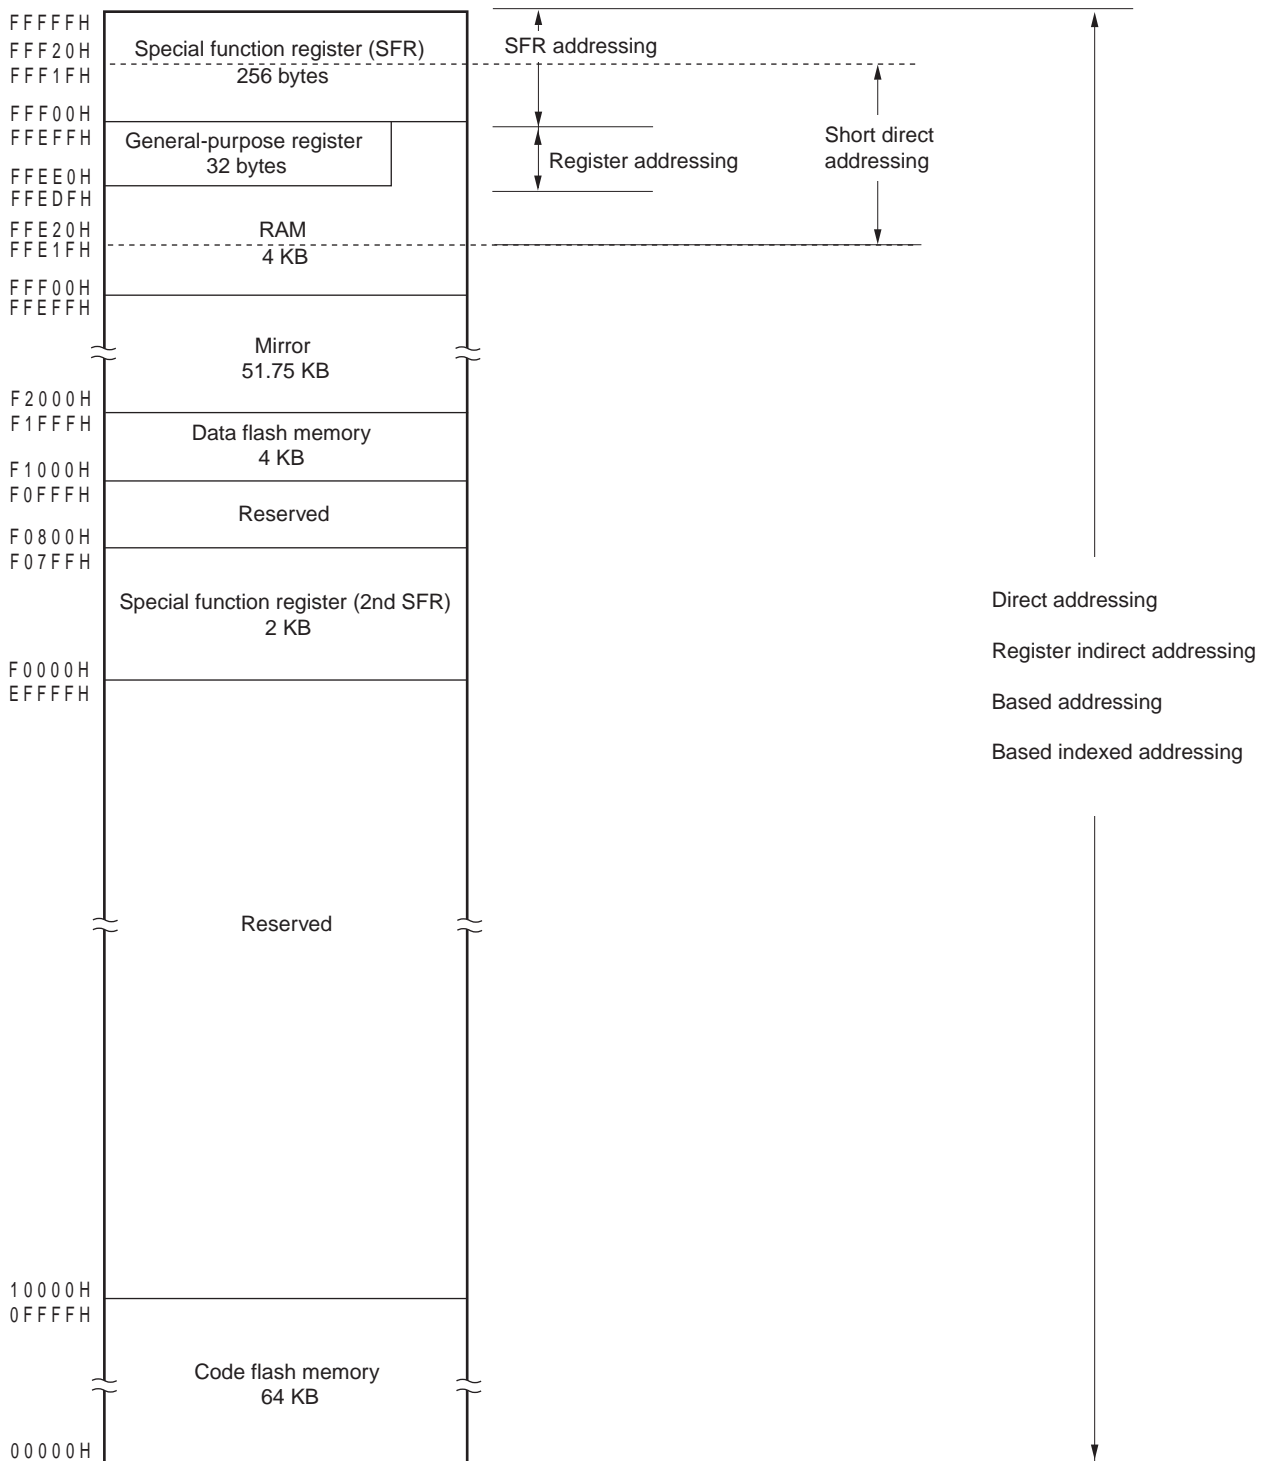 FFFFFH
FFF20H
FFF1FH
FFF00H
FFEFFH
FFEE0H
FFEDFH
FFE20H
FFE1FH
FFF00H
FFEFFH
F2000H
F1FFFH
F1000H
F0FFFH
F0800H
F07FFH
F0000H
EFFFFH
10000H
0FFFFH
00000H
Special function register (SFR)
256 bytes
General-purpose register
32 bytes
RAM
4 KB
Mirror
51.75 KB
Data flash memory
4 KB
Reserved
Special function register (2nd SFR)
2 KB
Reserved
Code flash memory
64 KB
SFR addressing
Register addressing
Short direct
addressing
Direct addressing
Register indirect addressing
Based addressing
Based indexed addressing